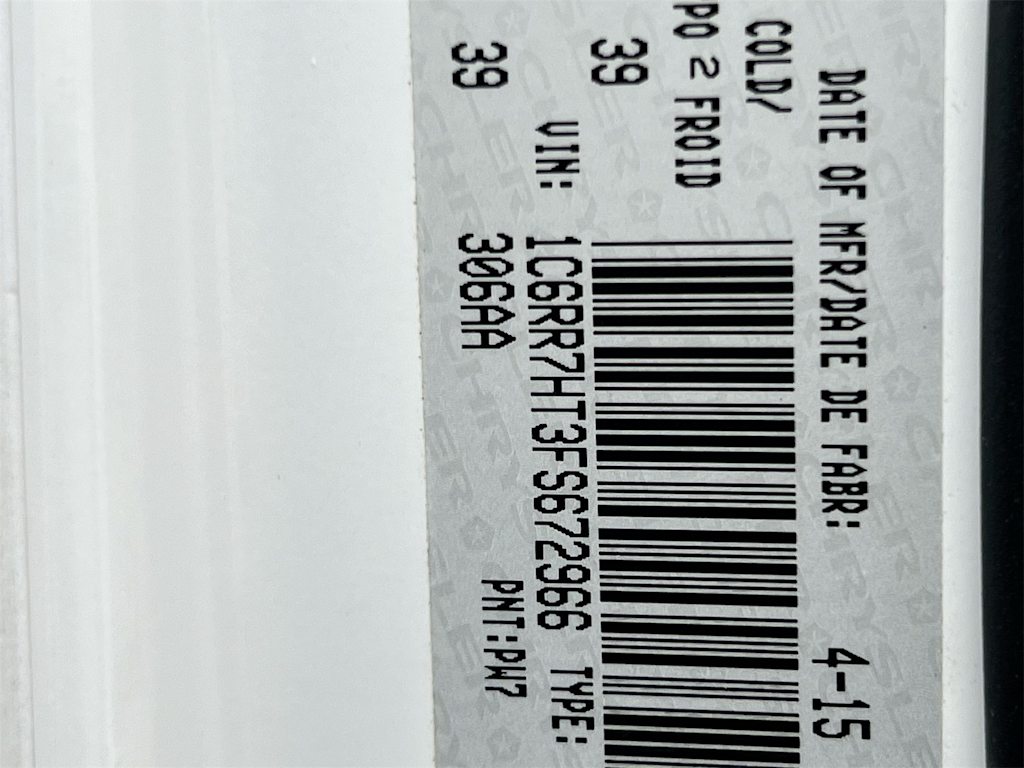 DATE OF MFR/DATE DE FABR: 4-15
COLD/
PO 2 FROID
39
VIN: 1C6RR7HT3FS672966 TYPE:
39 306AA PNT:PW7